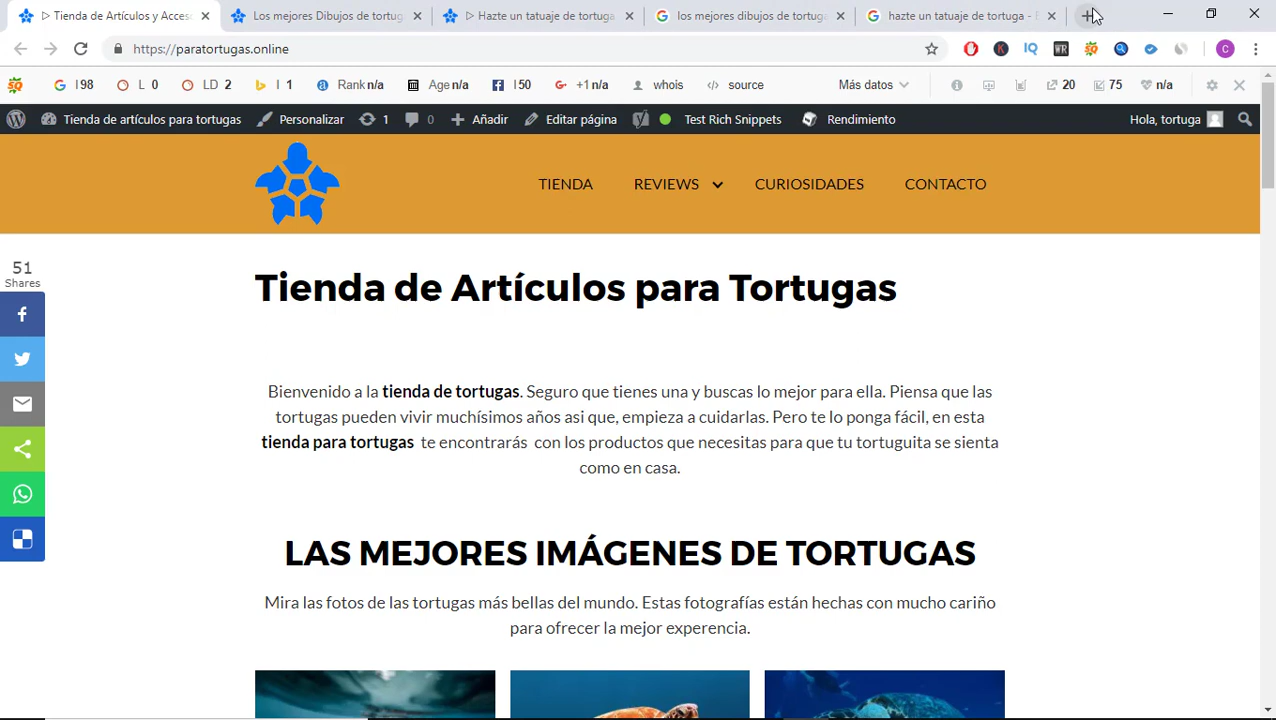 ▷ Tienda de Artículos y Acces
Los mejores Dibujos de tortug
▷ Hazte un tatuaje de tortuga
los mejores dibujos de tortuga
hazte un tatuaje de tortuga - 
https://paratortugas.online
C
I 98
L 0
LD 2
I 1
Rank n/a
Age n/a
I 50
+1 n/a
whois
source
Más datos
20
75
n/a
Tienda de artículos para tortugas
Personalizar
1
0
Añadir
Editar página
Test Rich Snippets
Rendimiento
Hola, tortuga
TIENDA
REVIEWS
CURIOSIDADES
CONTACTO
51
Shares
Tienda de Artículos para Tortugas
Bienvenido a la tienda de tortugas. Seguro que tienes una y buscas lo mejor para ella. Piensa que las
tortugas pueden vivir muchísimos años asi que, empieza a cuidarlas. Pero te lo ponga fácil, en esta
tienda para tortugas te encontrarás con los productos que necesitas para que tu tortuguita se sienta
como en casa.
LAS MEJORES IMÁGENES DE TORTUGAS
Mira las fotos de las tortugas más bellas del mundo. Estas fotografías están hechas con mucho cariño
para ofrecer la mejor experencia.